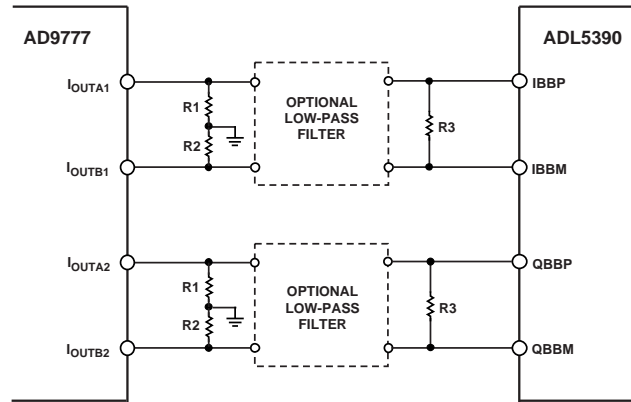 AD9777
ADL5390
IOUTA1
R1
R2
IOUTB1
OPTIONAL
LOW-PASS
FILTER
R3
IBBP
IBBM
IOUTA2
R1
R2
IOUTB2
OPTIONAL
LOW-PASS
FILTER
R3
QBBP
QBBM